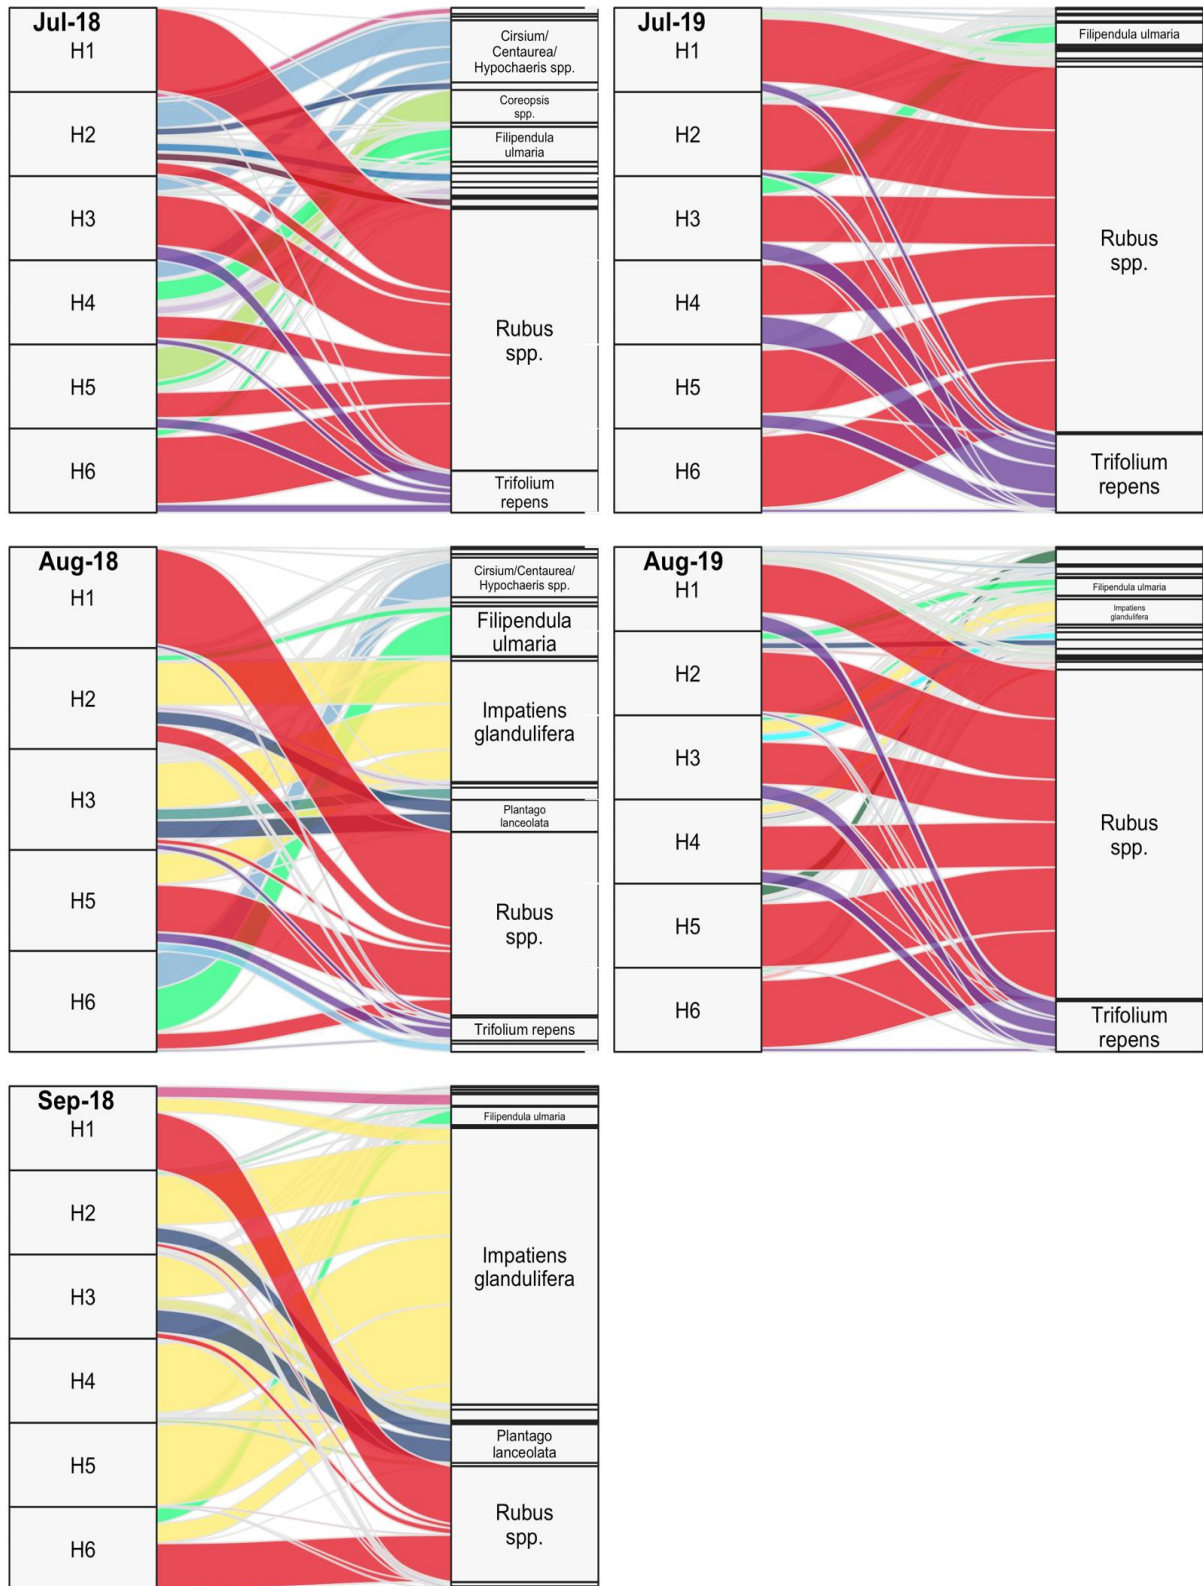 Jul-18
H1
H2
H3
H4
H5
H6
Cirsium/
Centaurea/
Hypochaeris spp.
Coreopsis
spp.
Filipendula
ulmaria
Rubus
spp.
Trifolium
repens
Jul-19
H1
H2
H3
H4
H5
H6
Filipendula ulmaria
Rubus
spp.
Trifolium
repens
Aug-18
H1
H2
H3
H5
H6
Cirsium/Centaurea/
Hypochaeris spp.
Filipendula
ulmaria
Impatiens
glandulifera
Plantago
lanceolata
Rubus
spp.
Trifolium repens
Aug-19
H1
H2
H3
H4
H5
H6
Filipendula ulmaria
Impatiens
glandulifera
Rubus
spp.
Trifolium
repens
Sep-18
H1
H2
H3
H4
H5
H6
Filipendula ulmaria
Impatiens
glandulifera
Plantago
lanceolata
Rubus
spp.